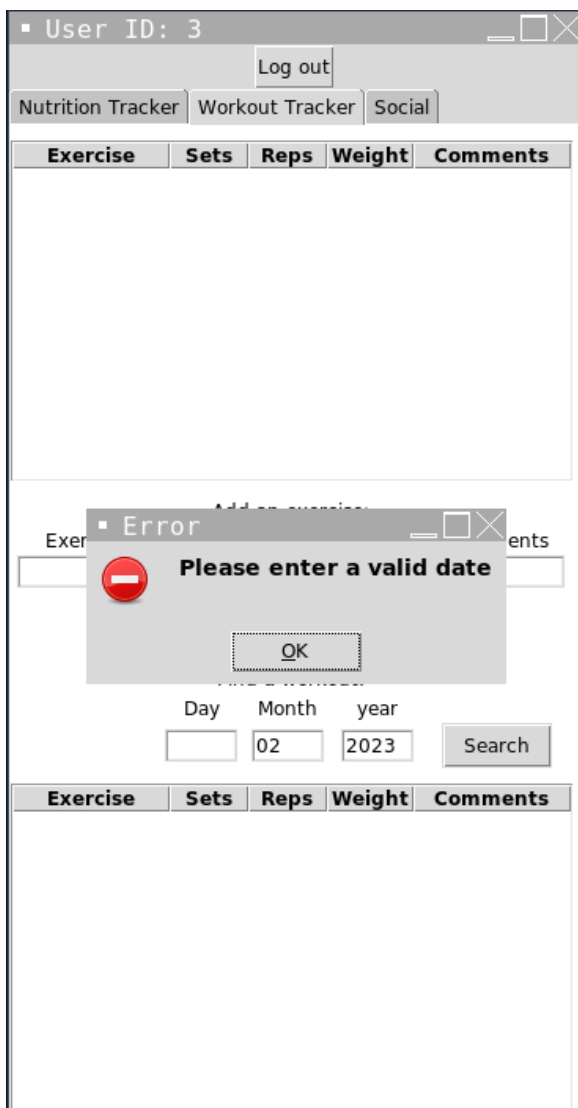 User ID: 3
Log out
Nutrition Tracker Workout Tracker Social
Exercise Sets Reps Weight Comments
Error
Please enter a valid date
OK
Day Month year
02 2023 Search
Exercise Sets Reps Weight Comments